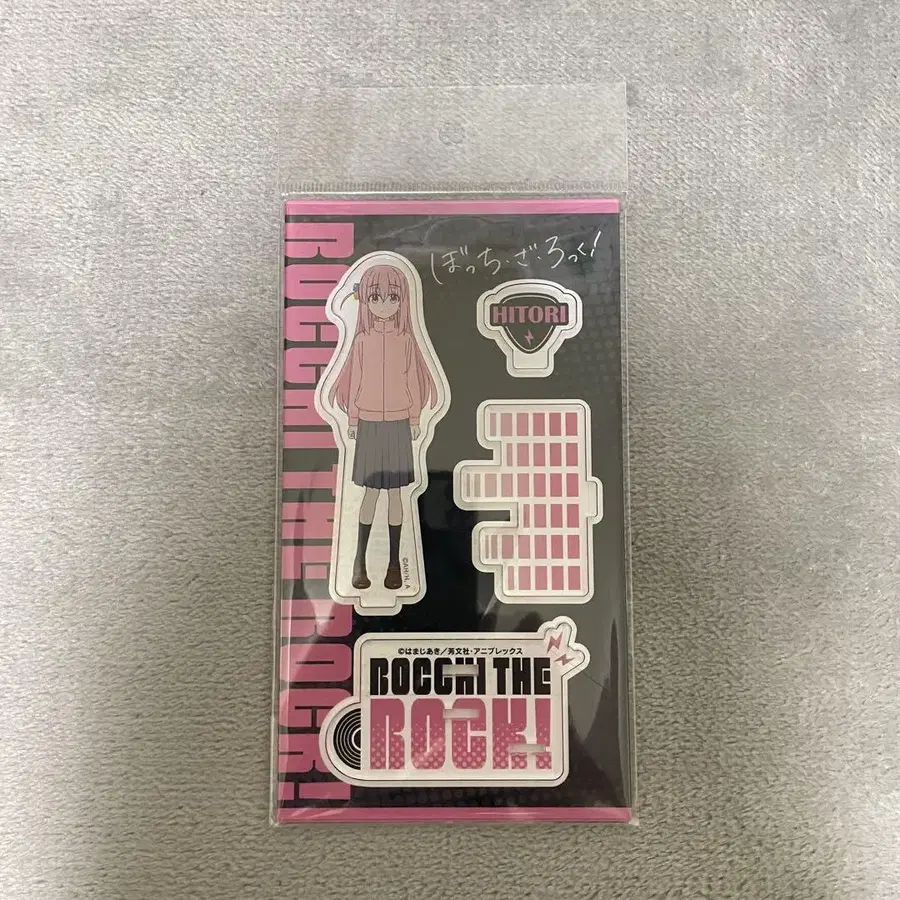 BOCCHI THE ROCK!
ぼっち・ざ・ろっく!
HITORI
©AH/H, A
©はまじあき/芳文社・アニプレックス
BOCCHI THE
ROCK!